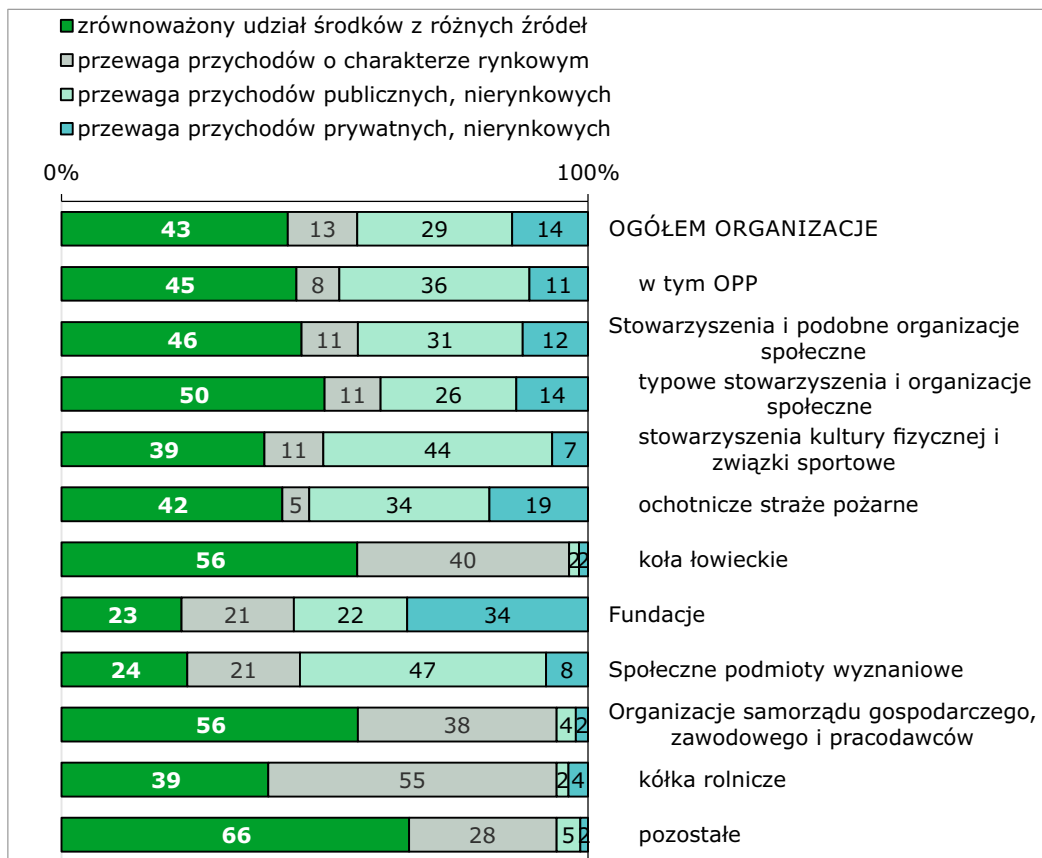 zrównoważony udział środków z różnych źródeł
przewaga przychodów o charakterze rynkowym
przewaga przychodów publicznych, nierynkowych
przewaga przychodów prywatnych, nierynkowych
0% 100%
43 13 29 14 OGÓŁEM ORGANIZACJE
45 8 36 11 w tym OPP
46 11 31 12 Stowarzyszenia i podobne organizacje
społeczne
50 11 26 14 typowe stowarzyszenia i organizacje
społeczne
39 11 44 7 stowarzyszenia kultury fizycznej i
związki sportowe
42 5 34 19 ochotnicze straże pożarne
56 40 2 2 koła łowieckie
23 21 22 34 Fundacje
24 21 47 8 Społeczne podmioty wyznaniowe
56 38 4 2 Organizacje samorządu gospodarczego,
zawodowego i pracodawców
39 55 2 4 kółka rolnicze
66 28 5 2 pozostałe